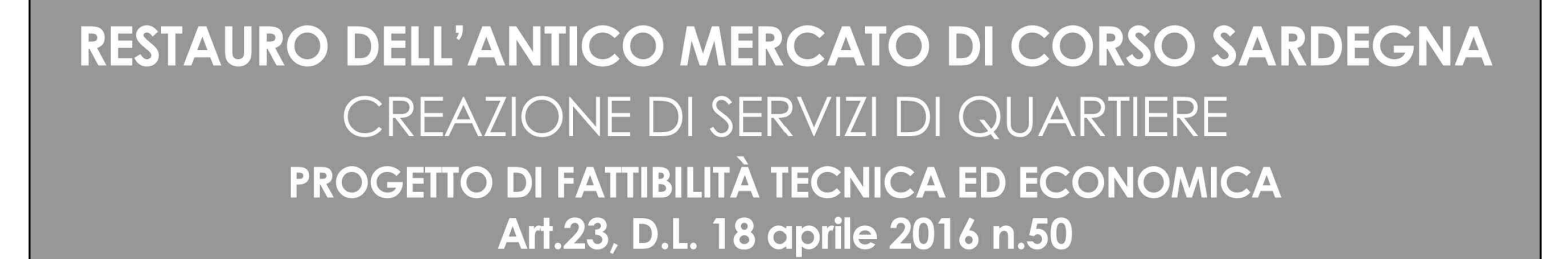 RESTAURO DELL’ANTICO MERCATO DI CORSO SARDEGNA
CREAZIONE DI SERVIZI DI QUARTIERE
PROGETTO DI FATTIBILITÀ TECNICA ED ECONOMICA
Art.23, D.L. 18 aprile 2016 n.50